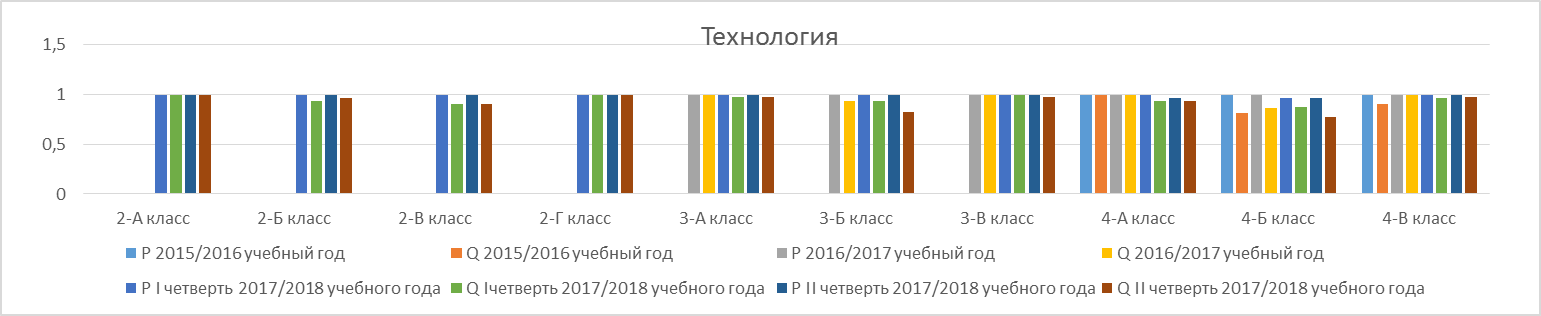 Технология
1,5
1
0,5
0
2-А класс 2-Б класс 2-В класс 2-Г класс 3-А класс 3-Б класс 3-В класс 4-А класс 4-Б класс 4-В класс
P 2015/2016 учебный год Q 2015/2016 учебный год P 2016/2017 учебный год Q 2016/2017 учебный год
P I четверть 2017/2018 учебного года Q Iчетверть 2017/2018 учебного года P II четверть 2017/2018 учебного года Q II четверть 2017/2018 учебного года